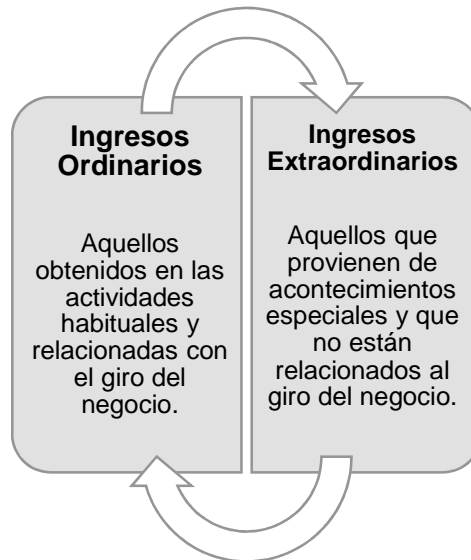 Ingresos
Ordinarios
Aquellos
obtenidos en las
actividades
habituales y
relacionadas con
el giro del
negocio.
Ingresos
Extraordinarios
Aquellos que
provienen de
acontecimientos
especiales y que
no están
relacionados al
giro del negocio.